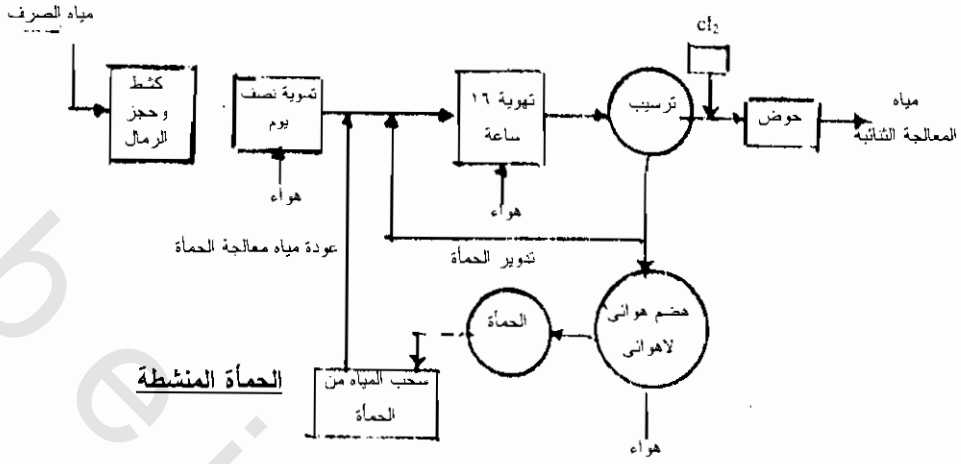 مياه الصرف
كشط
وحجز
الرمال
تسوية نصف
يوم
هواء
تهوية ١٦
ساعة
هواء
ترسيب
cl₂
حوض
مياه
المعالجة الثنائية
عودة مياه معالجة الحمأة
تدوير الحمأة
هضم هوائى
لاهوائى
هواء
الحمأة
سحب المياه من
الحمأة
الحمأة المنشطة